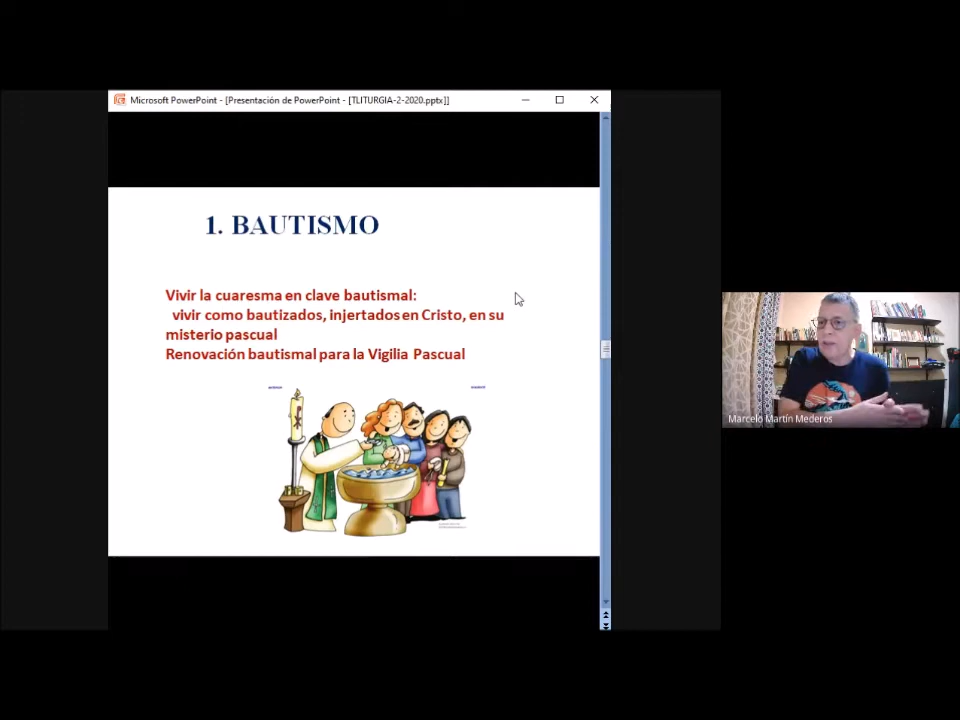 Microsoft PowerPoint - [Presentación de PowerPoint - [TLITURGIA-2-2020.pptx]]
1. BAUTISMO
Vivir la cuaresma en clave bautismal:
vivir como bautizados, injertados en Cristo, en su
misterio pascual
Renovación bautismal para la Vigilia Pascual
Marcelo Martín Mederos